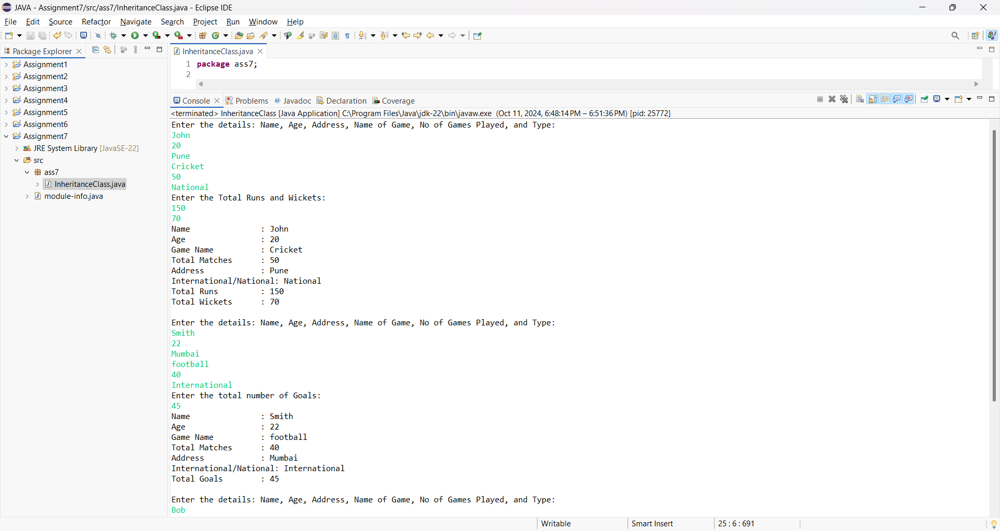 JAVA - Assignment7/src/ass7/InheritanceClass.java - Eclipse IDE
File Edit Source Refactor Navigate Search Project Run Window Help
Package Explorer
Assignment1
Assignment2
Assignment3
Assignment4
Assignment5
Assignment6
Assignment7
JRE System Library [JavaSE-22]
src
ass7
InheritanceClass.java
module-info.java
InheritanceClass.java
1 package ass7;
2
Console Problems @ Javadoc Declaration Coverage
<terminated> InheritanceClass [Java Application] C:\Program Files\Java\jdk-22\bin\javaw.exe (Oct 11, 2024, 6:48:14 PM – 6:51:36 PM) [pid: 25772]
Enter the details: Name, Age, Address, Name of Game, No of Games Played, and Type:
John
20
Pune
Cricket
50
National
Enter the Total Runs and Wickets:
150
70
Name : John
Age : 20
Game Name : Cricket
Total Matches : 50
Address : Pune
International/National: National
Total Runs : 150
Total Wickets : 70
Enter the details: Name, Age, Address, Name of Game, No of Games Played, and Type:
Smith
22
Mumbai
football
40
International
Enter the total number of Goals:
45
Name : Smith
Age : 22
Game Name : football
Total Matches : 40
Address : Mumbai
International/National: International
Total Goals : 45
Enter the details: Name, Age, Address, Name of Game, No of Games Played, and Type:
Bob
Writable Smart Insert 25 : 6 : 691